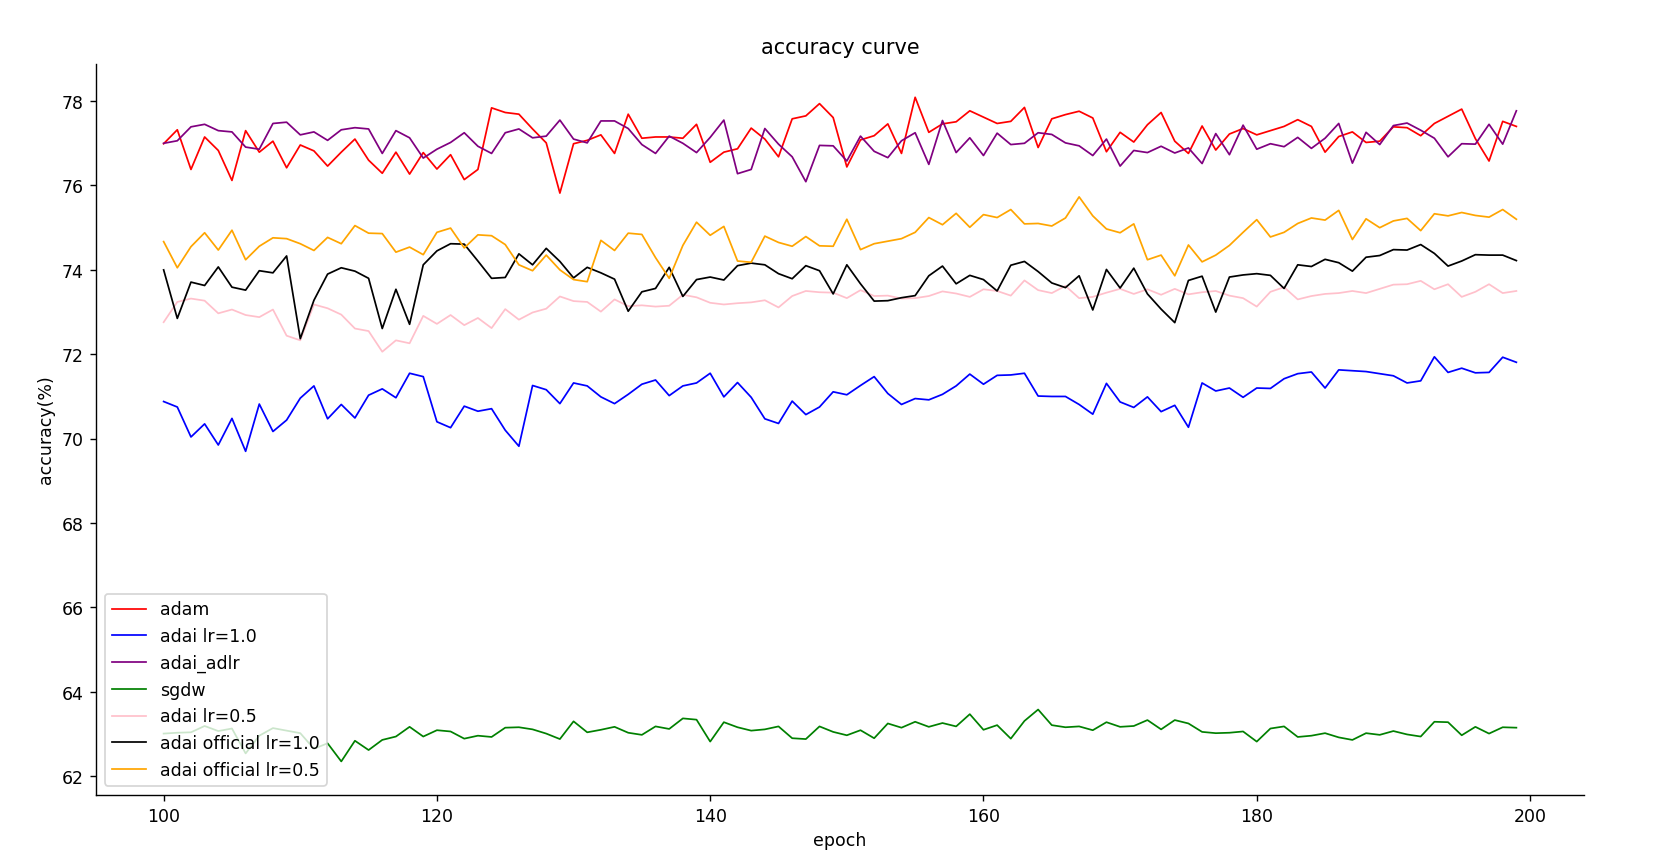 accuracy curve
78
76
74
72
70
68
66
64
62
accuracy(%)
adam
adai lr=1.0
adai_adlr
sgdw
adai lr=0.5
adai official lr=1.0
adai official lr=0.5
100 120 140 160 180 200
epoch